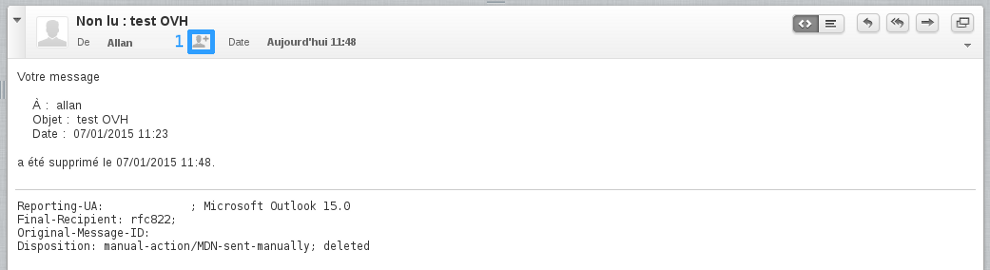 Non lu : test OVH
De Allan 1 Date Aujourd'hui 11:48
Votre message
À : allan
Objet : test OVH
Date : 07/01/2015 11:23
a été supprimé le 07/01/2015 11:48.
Reporting-UA: ; Microsoft Outlook 15.0
Final-Recipient: rfc822;
Original-Message-ID:
Disposition: manual-action/MDN-sent-manually; deleted